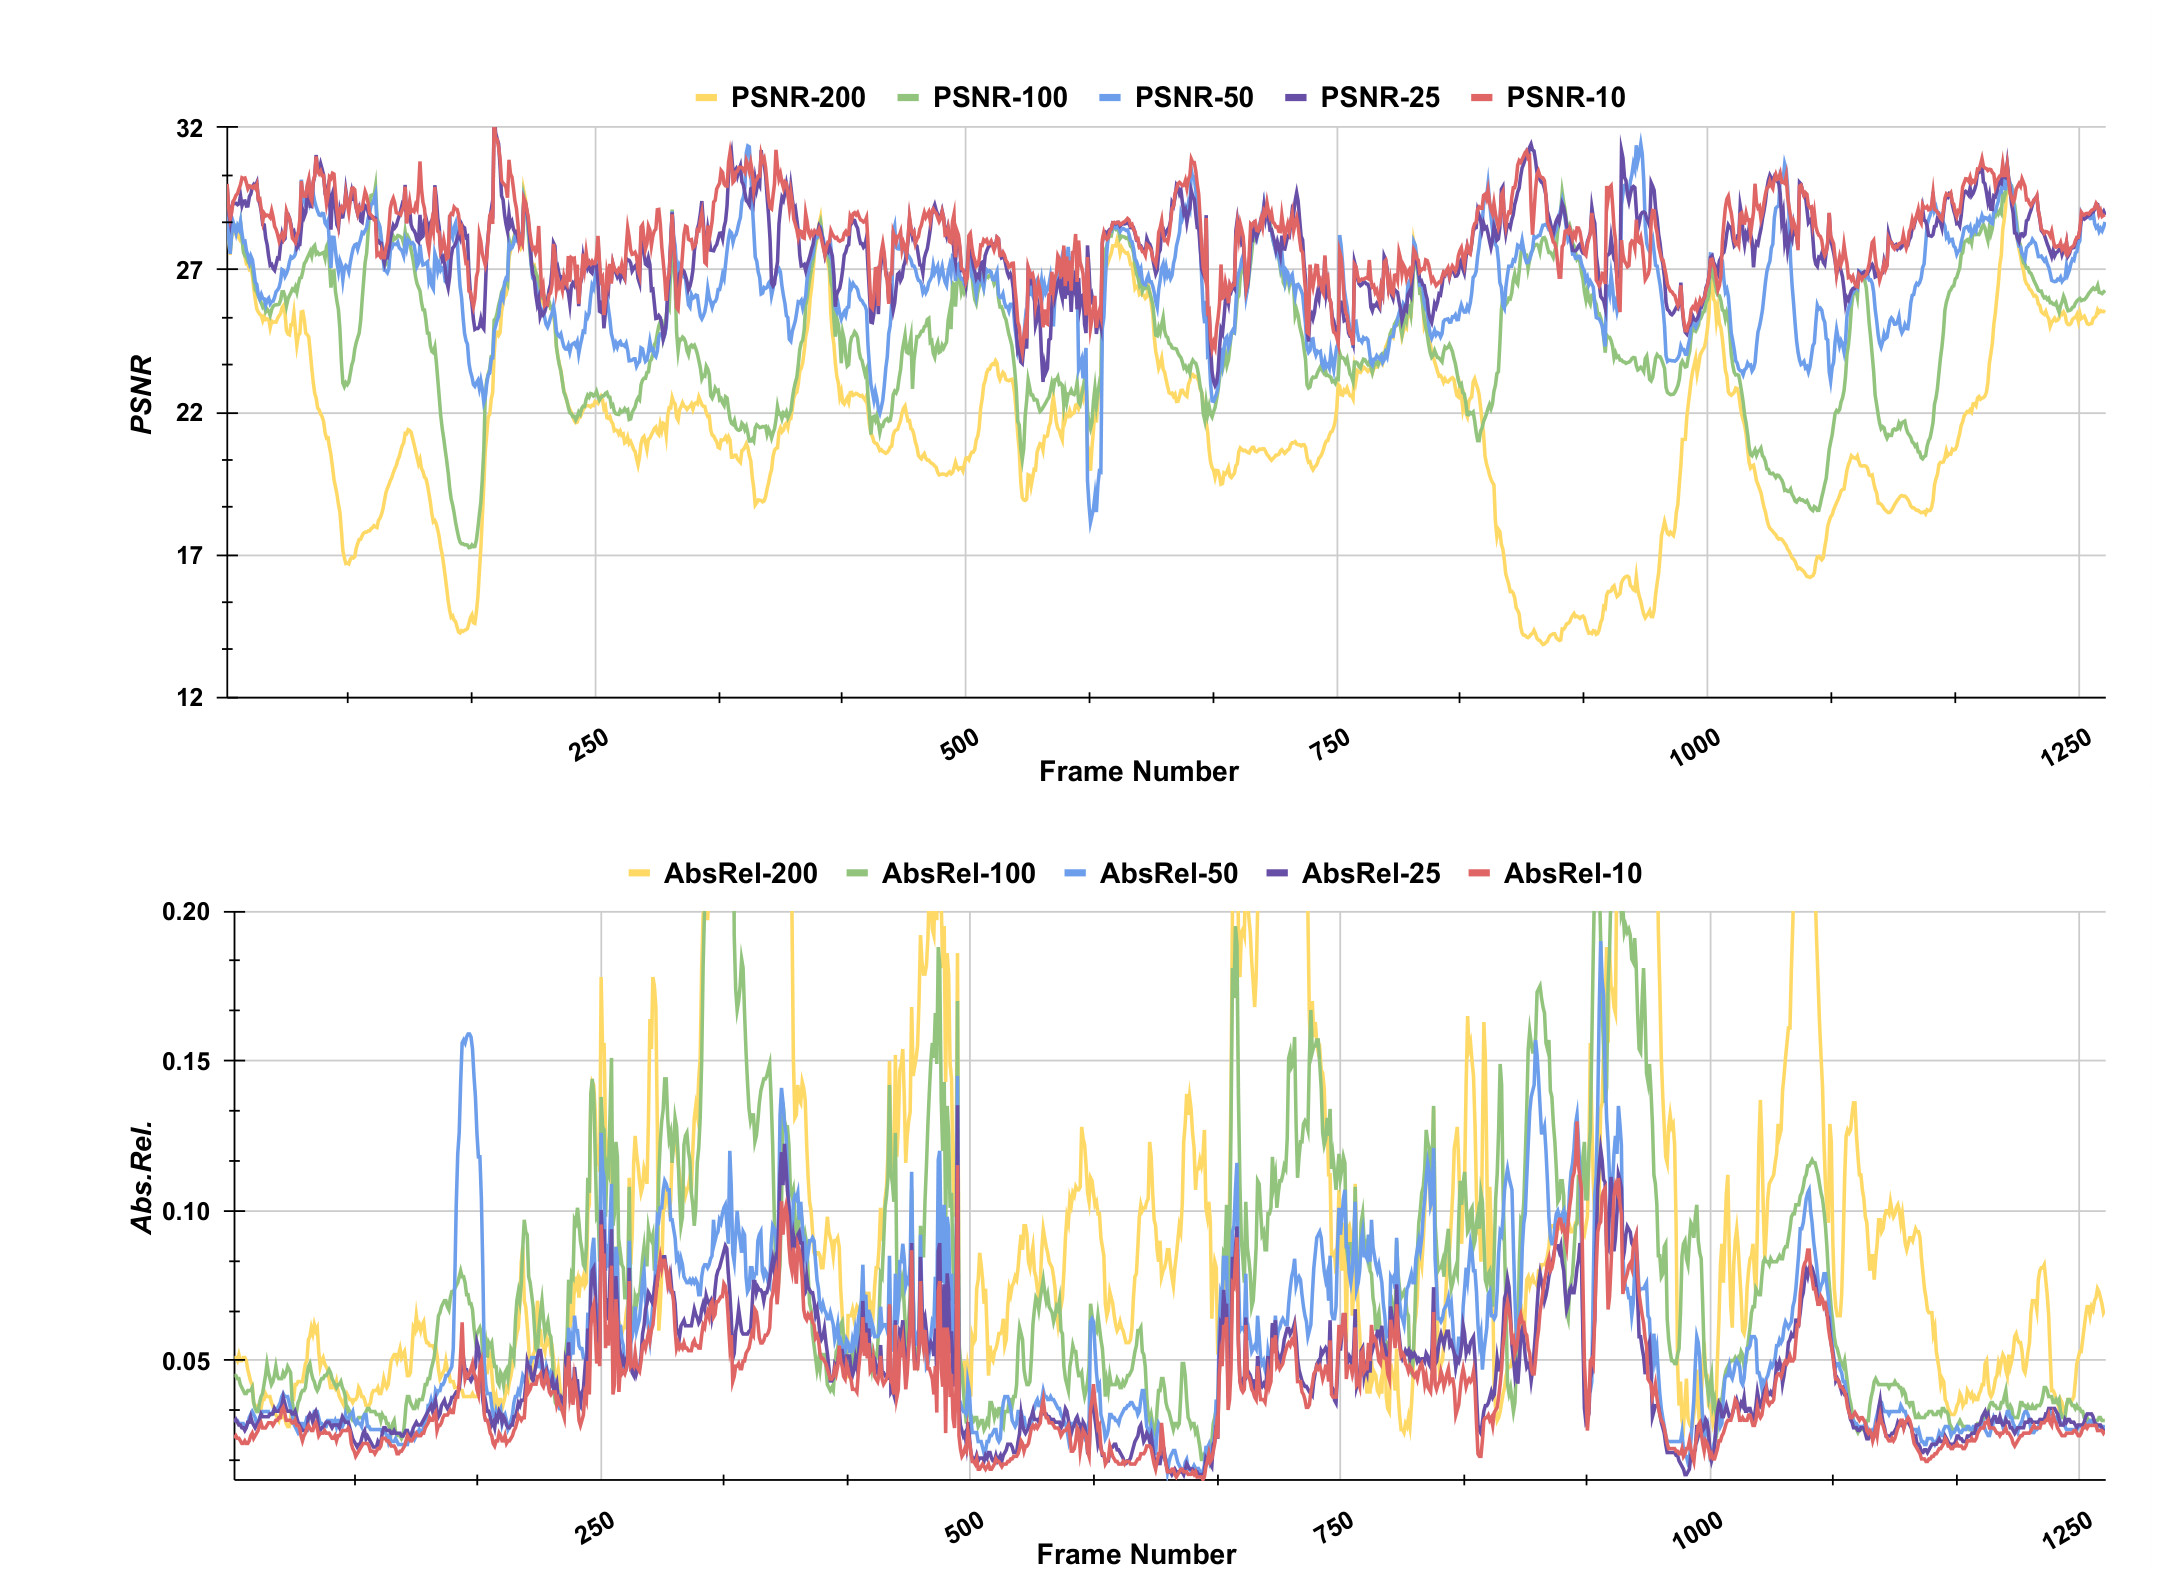 PSNR-200 PSNR-100 PSNR-50 PSNR-25 PSNR-10
32
27
22
17
12
PSNR
250 500 750 1000 1250
Frame Number
AbsRel-200 AbsRel-100 AbsRel-50 AbsRel-25 AbsRel-10
0.20
0.15
0.10
0.05
Abs.Rel.
250 500 750 1000 1250
Frame Number